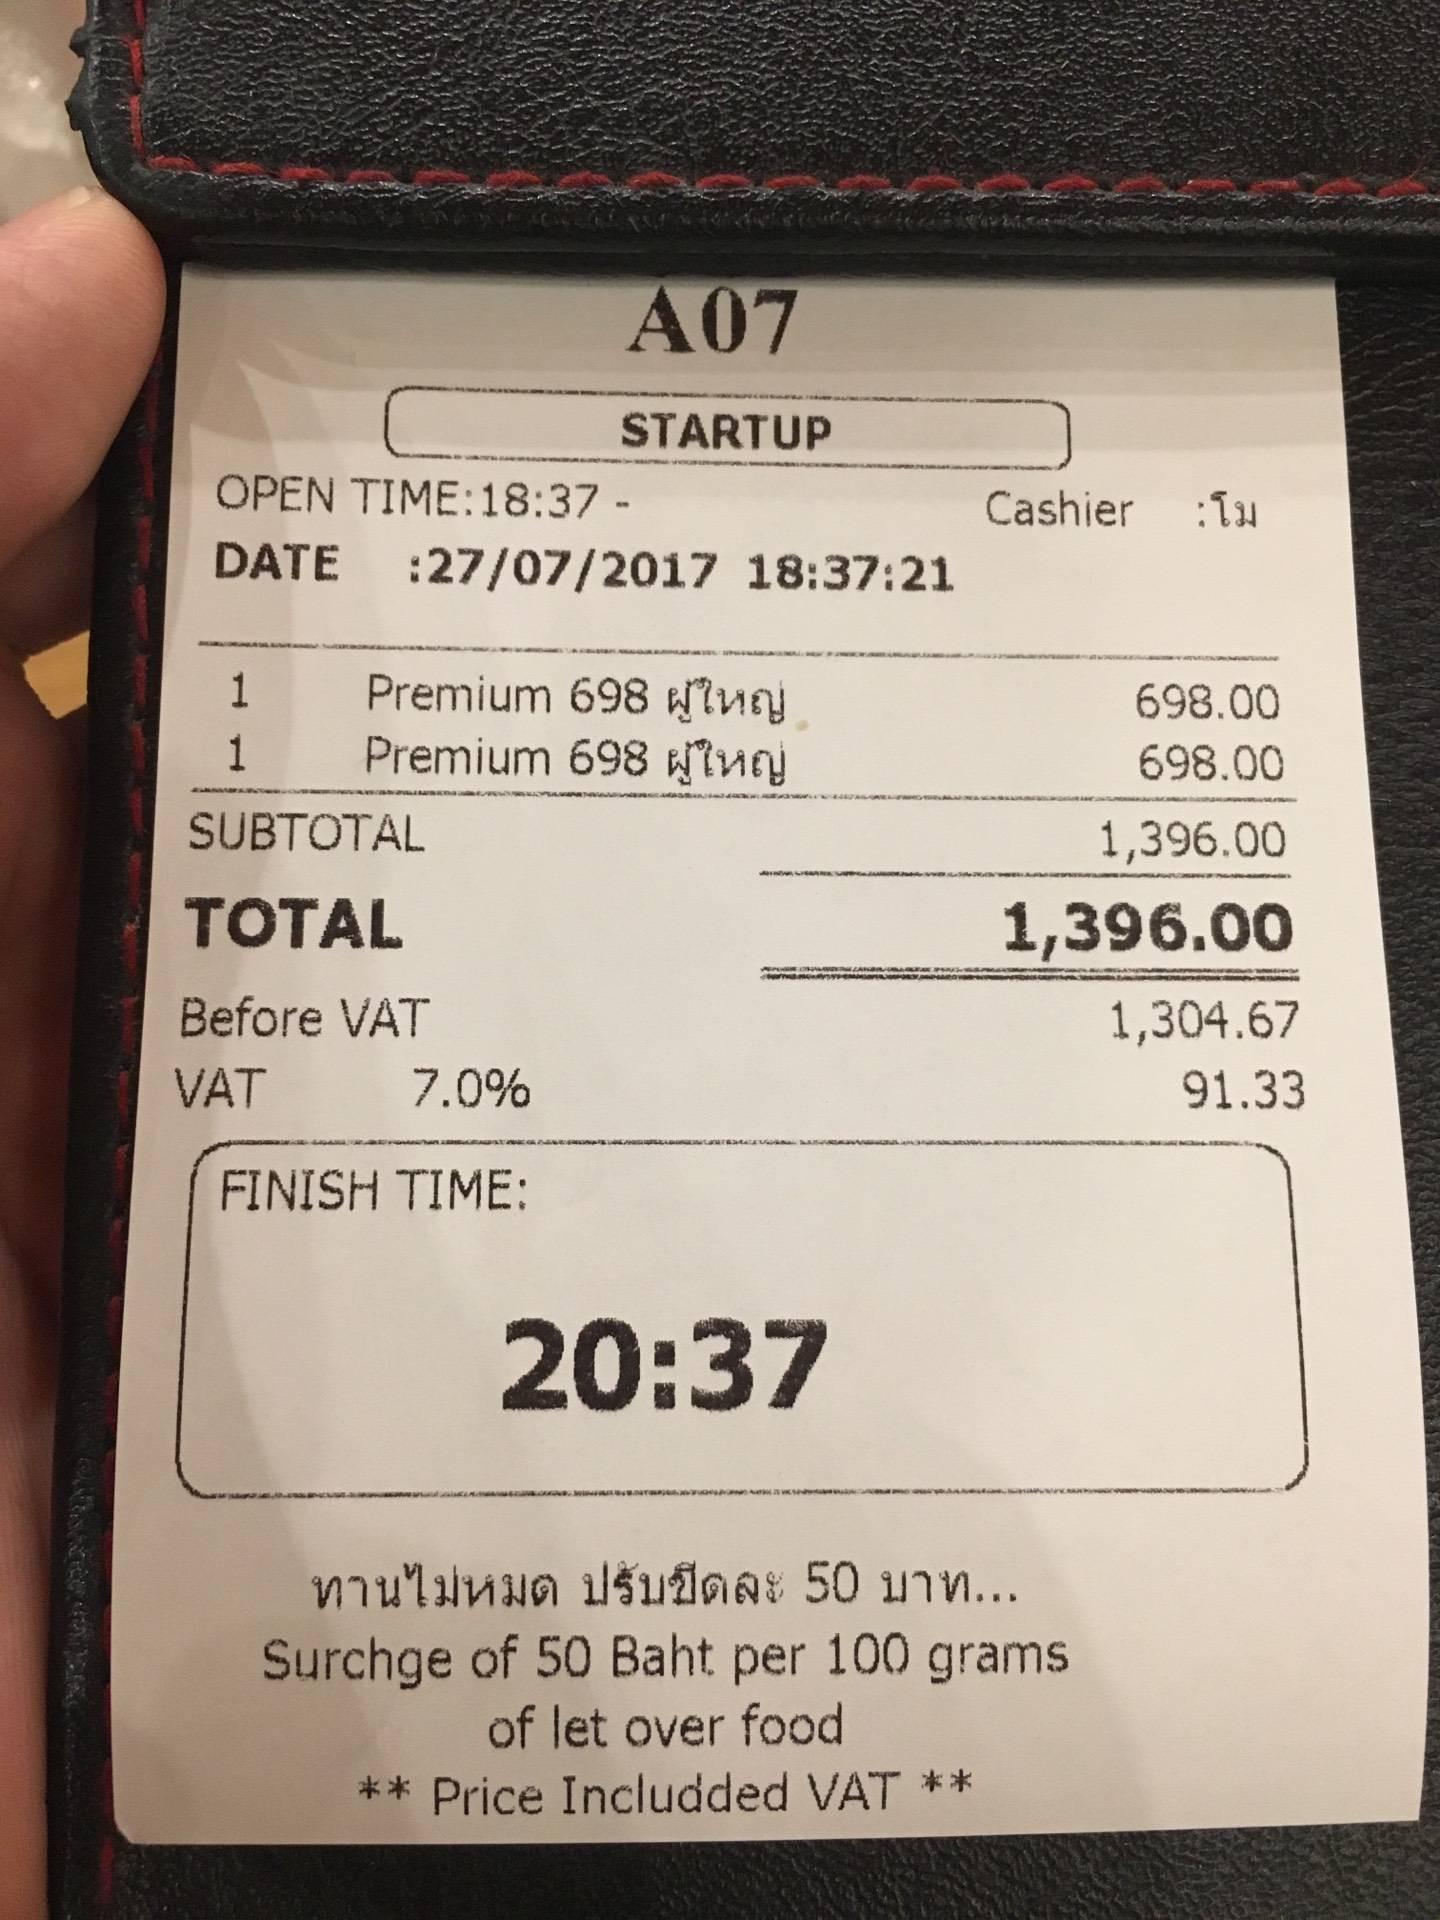 A07
STARTUP
OPEN TIME:18:37 - Cashier :โม
DATE :27/07/2017 18:37:21
1 Premium 698 ผู้ใหญ่ 698.00
1 Premium 698 ผู้ใหญ่ 698.00
SUBTOTAL 1,396.00
TOTAL 1,396.00
Before VAT 1,304.67
VAT 7.0% 91.33
FINISH TIME:
20:37
ทานไม่หมด ปรับขีดละ 50 บาท...
Surchge of 50 Baht per 100 grams
of let over food
** Price Includded VAT **